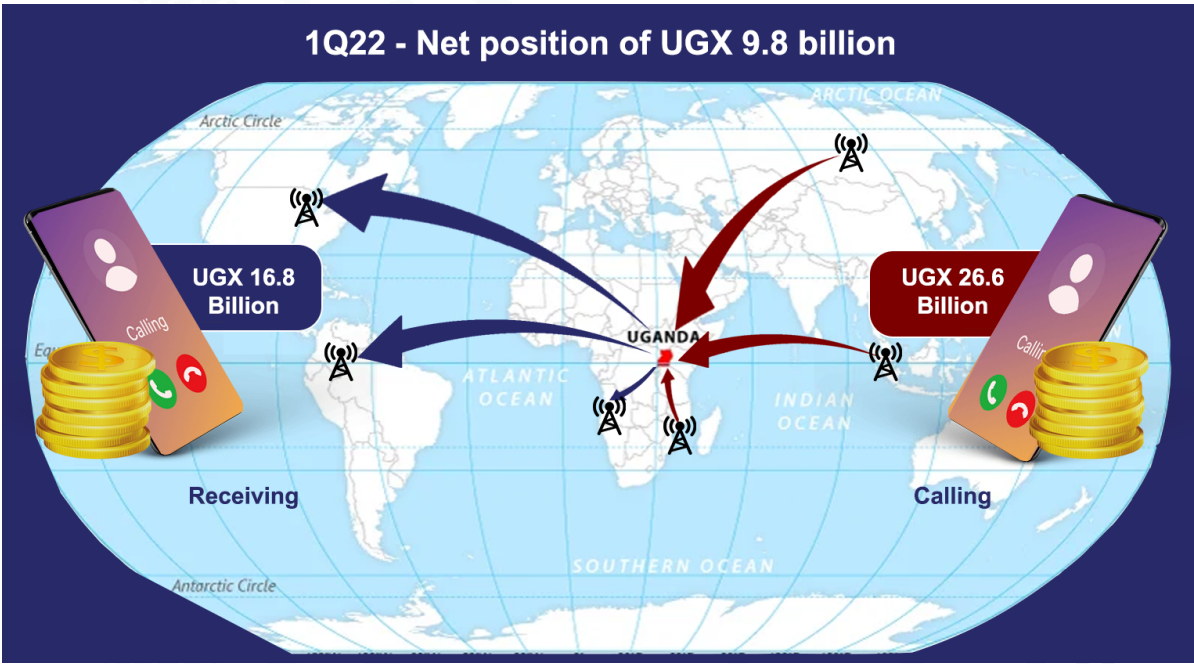 1Q22 - Net position of UGX 9.8 billion
ARCTIC OCEAN
Arctic Circle
UGX 16.8
Billion
Calling
UGX 26.6
Billion
UGANDA
ATLANTIC
OCEAN
INDIAN
OCEAN
Receiving
Calling
SOUTHERN OCEAN
Antarctic Circle